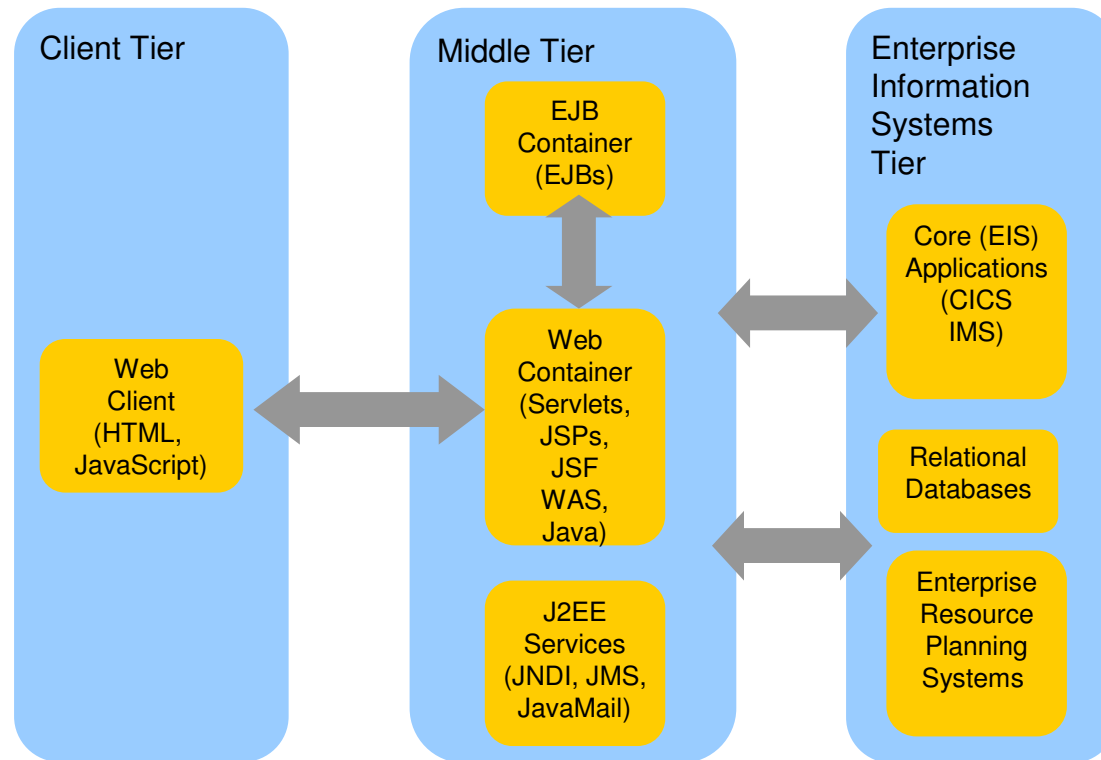 Client Tier
Web
Client
(HTML,
JavaScript)
Middle Tier
EJB
Container
(EJBs)
Web
Container
(Servlets,
JSPs,
JSF
WAS,
Java)
J2EE
Services
(JNDI, JMS,
JavaMail)
Enterprise
Information
Systems
Tier
Core (EIS)
Applications
(CICS
IMS)
Relational
Databases
Enterprise
Resource
Planning
Systems